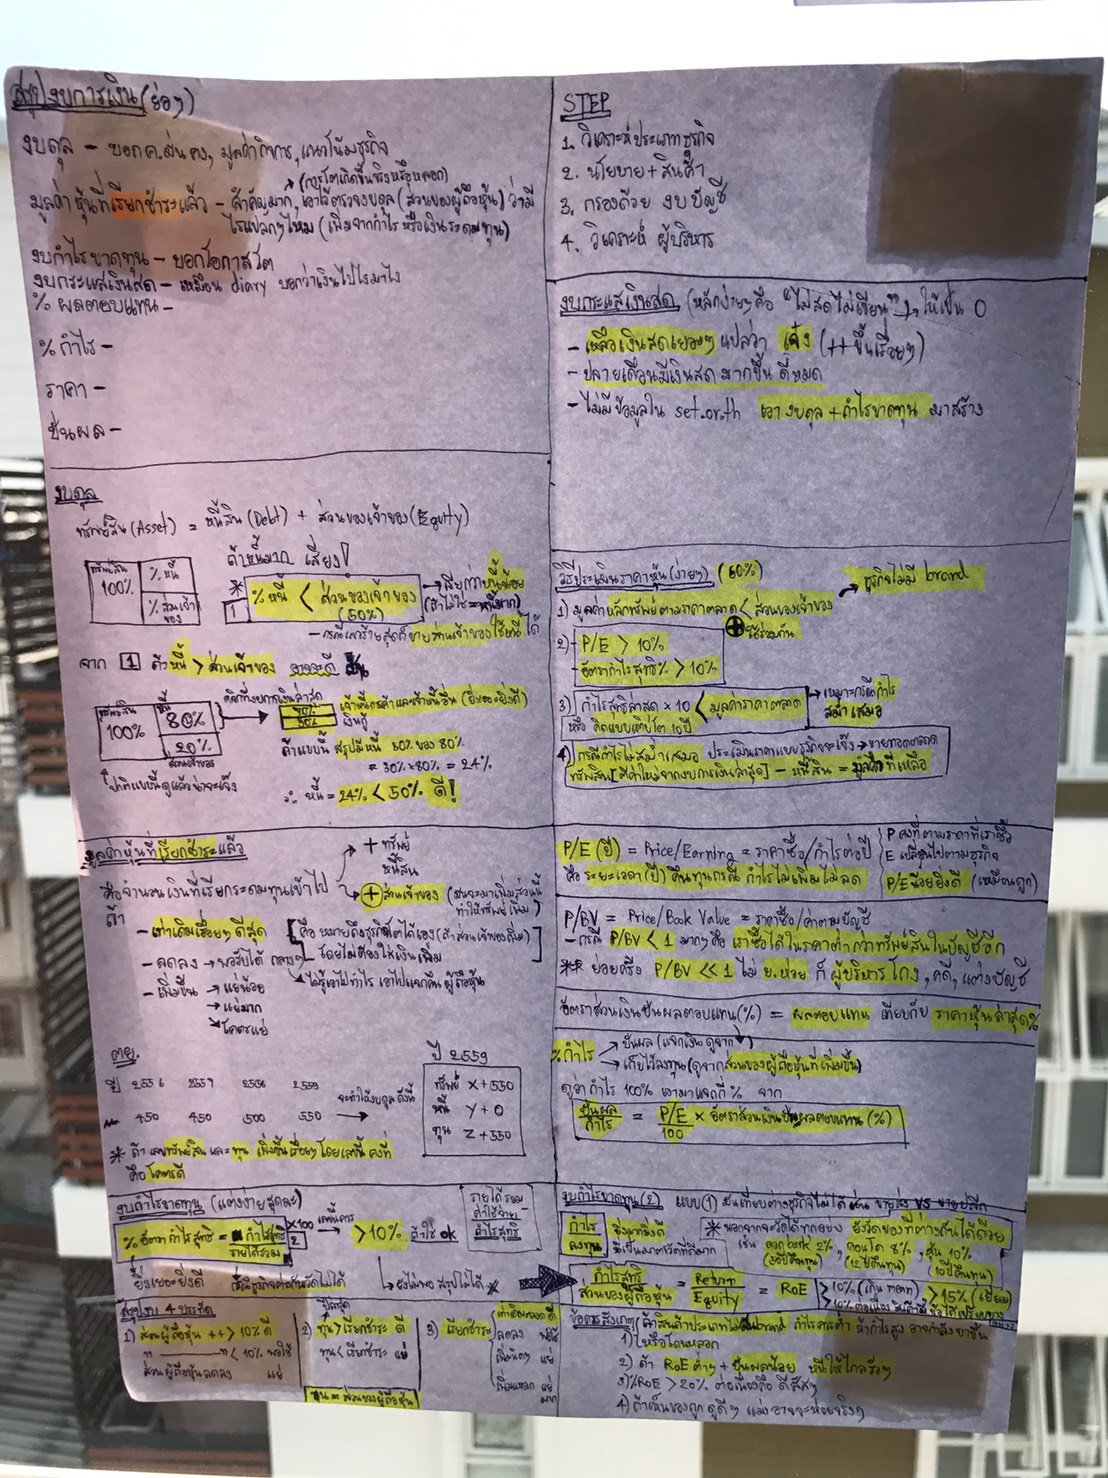 สรุปงบการเงิน (ย่อๆ)
งบดุล - บอก ค.มั่นคง, มูลค่ากิจการ, แนวโน้มธุรกิจ
(การโตเกิดขึ้นจริงหรือหลอก)
มูลค่าหุ้นที่เรียกชำระแล้ว - สำคัญมาก, เอาไว้ตรวจงบดุล (ส่วนของผู้ถือหุ้น) ว่ามี
ไรแปลกๆไหม (เพิ่มจากกำไร หรือเงินระดมทุน)
งบกำไรขาดทุน - บอกโอกาสโต
งบกระแสเงินสด - เหมือน diary บอกว่าเงินไปไรมาไง
% ผลตอบแทน -
% กำไร -
ราคา -
ปันผล -
STEP
1. วิเคราะห์ประเภทธุรกิจ
2. นโยบาย + สินค้า
3. กรองด้วย งบบัญชี
4. วิเคราะห์ ผู้บริหาร
งบกระแสเงินสด (หลักง่ายๆคือ "ไม่สดไม่เขียน" → ให้เป็น 0
- เหลือเงินสดเยอะๆ แปลว่า เจ๋ง (++ ขึ้นเรื่อยๆ)
- ปลายเดือนมีเงินสดมากขึ้น ดีหมด
- ไม่มีข้อมูลใน set.or.th เอางบดุล + กำไรขาดทุน มาสร้าง
งบดุล
ทรัพย์สิน (Asset) = หนี้สิน (Debt) + ส่วนของเจ้าของ (Equity)
ทรัพย์สิน 100%
% หนี้
% ส่วนเจ้าของ
ถ้าหนี้มาก เสี่ยง!
* % หนี้ < ส่วนของเจ้าของ → เรียกว่าหนี้น้อย
1 (50%) (ถ้าไม่ใช่ = หนี้มาก)
- กรณีเลวร้ายสุดก็ขายส่วนเจ้าของใช้หนี้ได้
จาก 1 ถ้าหนี้ > ส่วนเจ้าของ
ทรัพย์สิน 100%
หนี้ 80%
20%
ส่วนเจ้าของ
คลิกที่งบการเงินล่าสุด
เจ้าหนี้การค้าและเจ้าหนี้อื่น (ยิ่งเยอะยิ่งดี)
30% เงินกู้
ถ้าแบบนี้ สรุปมีหนี้ 30% ของ 80%
= 30% × 80% = 24%
∴ หนี้ = 24% < 50% ดี!
ปกติแบบนี้ดูแล้วน่าจะเจ๊ง
วิธีประเมินราคาหุ้น (ง่ายๆ) (60%)
ธุรกิจไม่มี brand
1) มูลค่าหลักทรัพย์ตามราคาตลาด < ส่วนของเจ้าของ
+ ใช้ร่วมกัน
2) - P/E > 10%
- อัตรากำไรสุทธิ% > 10%
3) กำไรสุทธิล่าสุด × 10 < มูลค่าราคาตลาด → เหมาะกรณีกำไร
สม่ำเสมอ
หรือ คิดแบบเติบโต 10 ปี
4) กรณีกำไรไม่สม่ำเสมอ ประเมินราคาแบบธุรกิจจะเจ๊ง → ขายทอดตลาด
ทรัพย์สิน [ตีค่าใหม่จากงบการเงินล่าสุด] - หนี้สิน = มูลค่าที่เหลือ
มูลค่าหุ้นที่เรียกชำระแล้ว
คือจำนวนเงินที่เรียกระดมทุนเข้าไป
+ ทรัพย์
หนี้สิน
+ ส่วนเจ้าของ (มันจะมาเพิ่มส่วนนี้
ทำให้ทรัพย์เพิ่ม)
ถ้า
- เท่าเดิมเรื่อยๆ ดีสุด [คือ หมายถึงธุรกิจโตได้เอง (ถ้าส่วนเจ้าของเพิ่ม)
โดยไม่ต้องใช้เงินเพิ่ม]
- ลดลง → พอรับได้ กลางๆ
ไม่รู้เอาไปทำไร เอาไปแจกคืน ผู้ถือหุ้น
- เพิ่มขึ้น → แย่น้อย
→ แย่มาก
→ โคตรแย่
P/E (ปี) = Price/Earning = ราคาซื้อ/กำไรต่อปี
คือ ระยะเวลา (ปี) คืนทุนกรณี กำไรไม่เพิ่มไม่ลด
P คงที่ตามราคาที่เราซื้อ
E เปลี่ยนไปตามธุรกิจ
P/E น้อยยิ่งดี (เหมือนถูก)
P/BV = Price/Book Value = ราคาซื้อ/ค่าตามบัญชี
- กรณี P/BV < 1 มากๆ คือ เราซื้อได้ในราคาต่ำกว่าทรัพย์สินในบัญชีอีก
** บ่อยครั้ง P/BV << 1 ไม่ บ.ห่วย ก็ ผู้บริหารโกง, คดี, แต่งบัญชี
อัตราส่วนเงินปันผลตอบแทน (%) = ผลตอบแทน เทียบกับ ราคาหุ้นล่าสุด%
% กำไร → ปันผล (แจกเงิน ดูจาก)
→ เก็บไว้ลงทุน (ดูจากส่วนของผู้ถือหุ้นที่เพิ่มขึ้น)
ดูว่า กำไร 100% เอามาแจกกี่ % จาก
ปันผล/กำไร = P/E/100 × อัตราส่วนเงินปันผลตอบแทน (%)
ตย.
ปี 2556 2557 2558 2559
450 450 500 550 → จะทำให้งบดุลดังนี้
ปี 2559
ทรัพย์ X + 550
หนี้ Y + 0
ทุน Z + 550
* ถ้า เลขทรัพย์สิน และ ทุน เพิ่มขึ้นเรื่อยๆ โดยเลขหนี้ คงที่
คือโคตรดี
งบกำไรขาดทุน (แต่งง่ายสุดละ)
% อัตรากำไรสุทธิ = กำไรสุทธิ/รายได้รวม × 100
2
> 10% ถือใช้ ok
รายได้รวม
ค่าใช้จ่าย
กำไรสุทธิ
ยิ่งเยอะยิ่งดี
ยังไม่พอ สรุปไม่ได้ *
งบกำไรขาดทุน (2) แบบ (1) มันเทียบต่างธุรกิจไม่ได้ เช่น ขายส่ง vs ขายปลีก
กำไร/ลงทุน ยิ่งมากยิ่งดี
* นอกจากจะวัดได้ทุกอย่าง ยังวัดของที่ต่างกันได้ด้วย
เช่น ฝาก bank 2%, คอนโด 8%, หุ้น 10%
(50ปีคืนทุน) (12 ปีคืนทุน) (10 ปีคืนทุน)
กำไรสุทธิ/ส่วนของผู้ถือหุ้น = Return/Equity = RoE
> 10% > 15% (เยี่ยม)
สรุปงบ 4 บรรทัด
1) ส่วนผู้ถือหุ้น ++ > 10% ดี
" < 10% พอใช้
ส่วนผู้ถือหุ้นลดลง แย่
2) ปีล่าสุด
ทุน > เรียกชำระ ดี
ทุน < เรียกชำระ แย่
ทุน = ส่วนของผู้ถือหุ้น
3) เรียกชำระ
เท่าเดิมตลอด ดี
ลดลง พอใช้
เพิ่มนิดๆ แย่
เพิ่มเยอะ แย่มาก
ข้อควรสังเกต (ถ้าสินค้าประเภทไม่มี brand กำไรควรต่ำ ถ้ากำไรสูง อาจกำลังขาขึ้น
1) หรือโดนหลอก
2) ถ้า RoE ต่ำๆ + ปันผลน้อย หนีให้ไกลจริงๆ
3) %RoE > 20% ต่อเนื่องถือ ดีสัสๆ
4) ถ้าเห็นของถูก ดูดีๆ แม่งอาจจะห่วยจริงๆ